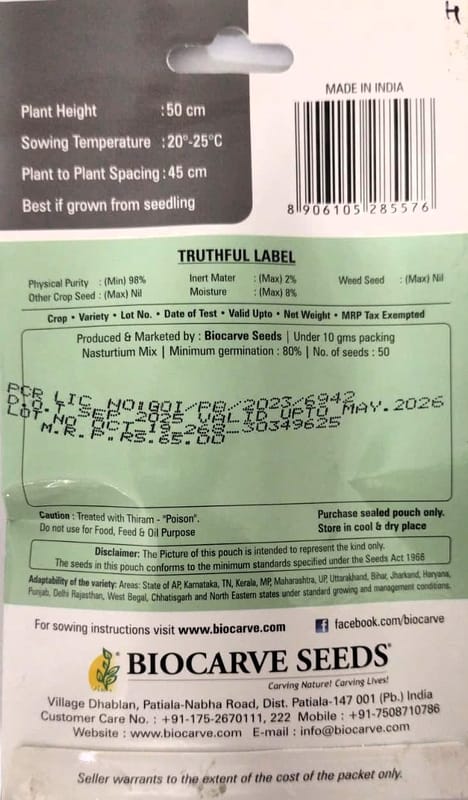 H
MADE IN INDIA
Plant Height : 50 cm
Sowing Temperature : 20°-25°C
Plant to Plant Spacing : 45 cm
Best if grown from seedling
8 906105 285576
TRUTHFUL LABEL
Physical Purity : (Min) 98% Inert Mater : (Max) 2% Weed Seed : (Max) Nil
Other Crop Seed : (Max) Nil Moisture : (Max) 8%
Crop • Variety • Lot No. • Date of Test • Valid Upto • Net Weight • MRP Tax Exempted
Produced & Marketed by : Biocarve Seeds | Under 10 gms packing
Nasturtium Mix | Minimum germination : 80% | No. of seeds : 50
PCR LIC NO:GOI/PB/2023/6942
D.O.T SEP 2025 VALID UPTO MAY.2026
LOT NO OCT-19-268-30349625
M.R.P.RS.65.00
Caution : Treated with Thiram - "Poison".
Do not use for Food, Feed & Oil Purpose
Purchase sealed pouch only.
Store in cool & dry place
Disclaimer: The Picture of this pouch is intended to represent the kind only.
The seeds in this pouch conforms to the minimum standards specified under the Seeds Act 1966
Adaptability of the variety: Areas: State of AP, Karnataka, TN, Kerala, MP, Maharashtra, UP, Uttarakhand, Bihar, Jharkand, Haryana,
Punjab, Delhi Rajasthan, West Begal, Chhatisgarh and North Eastern states under standard growing and management conditions.
For sowing instructions visit www.biocarve.com f facebook.com/biocarve
BIOCARVE SEEDS®
Carving Nature! Carving Lives!
Village Dhablan, Patiala-Nabha Road, Dist. Patiala-147 001 (Pb.) India
Customer Care No. : +91-175-2670111, 222 Mobile : +91-7508710786
Website : www.biocarve.com E-mail : info@biocarve.com
Seller warrants to the extent of the cost of the packet only.